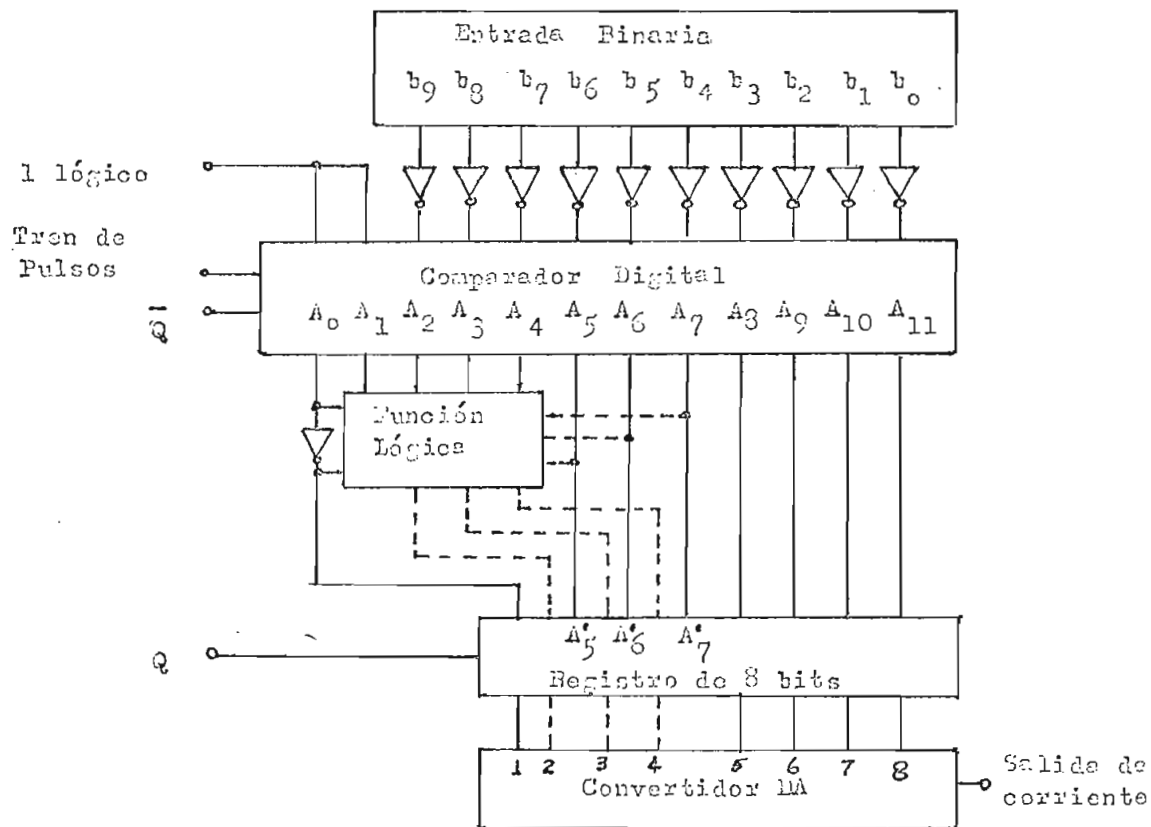 Entrada Binaria
b9 b8 b7 b6 b5 b4 b3 b2 b1 bo
1 lógico
Tren de
Pulsos
Comparador Digital
Q̅
Ao A1 A2 A3 A4 A5 A6 A7 A8 A9 A10 A11
Función
Lógica
A'5 A'6 A'7
Q
Registro de 8 bits
1 2 3 4 5 6 7 8
Convertidor DA
Salida de
corriente